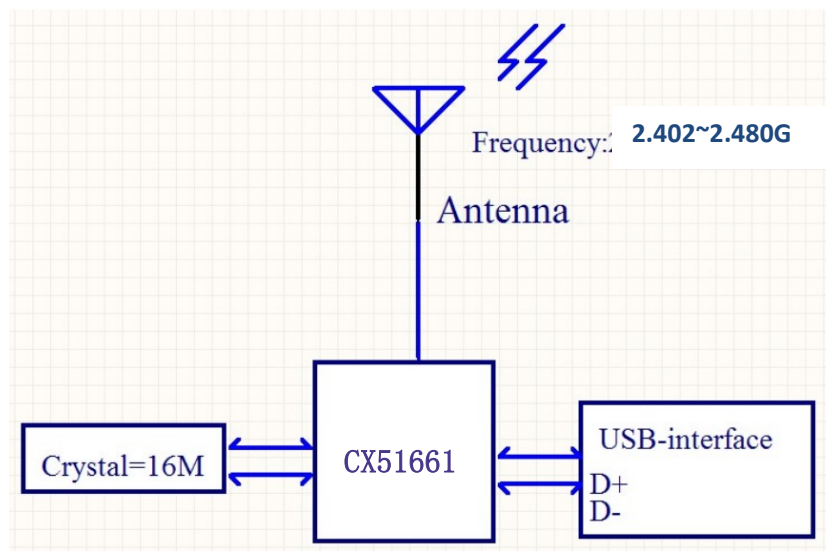 Frequency:
2.402~2.480G
Antenna
Crystal=16M
CX51661
USB-interface
D+
D-